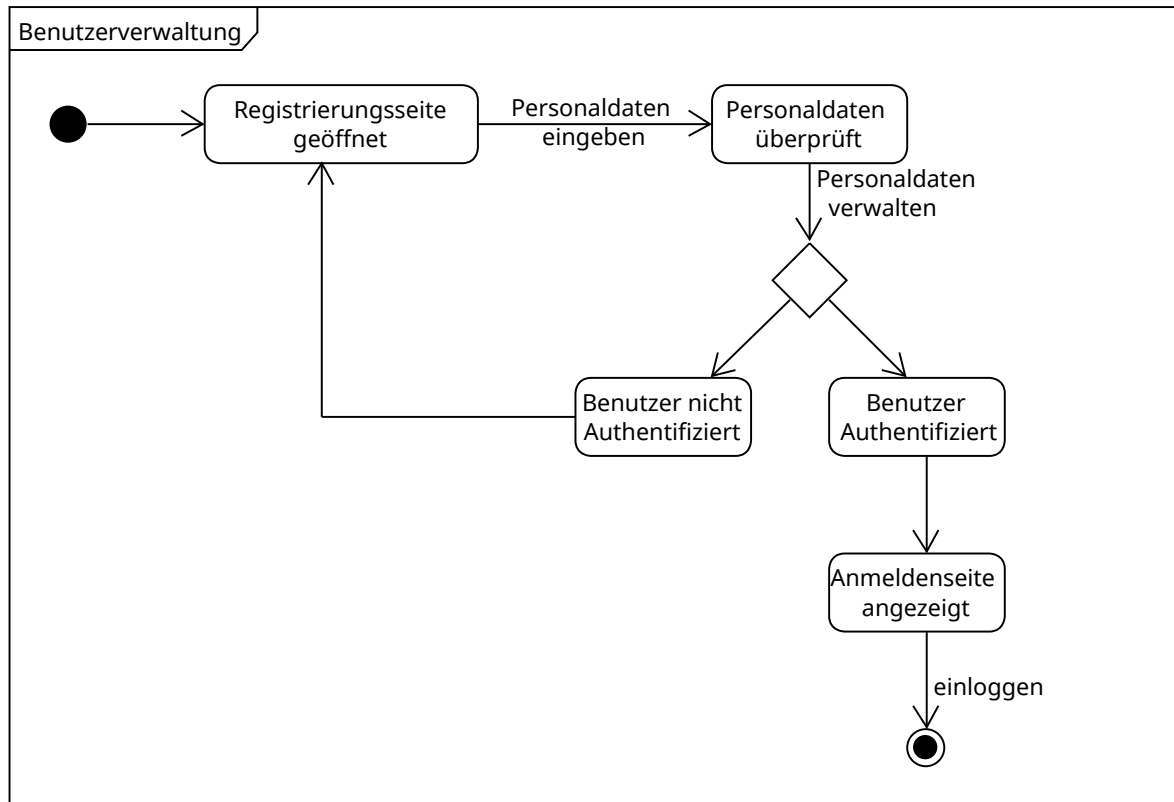 Benutzerverwaltung
Registrierungsseite
geöffnet
Personaldaten
eingeben
Personaldaten
überprüft
Personaldaten
verwalten
Benutzer nicht
Authentifiziert
Benutzer
Authentifiziert
Anmeldenseite
angezeigt
einloggen